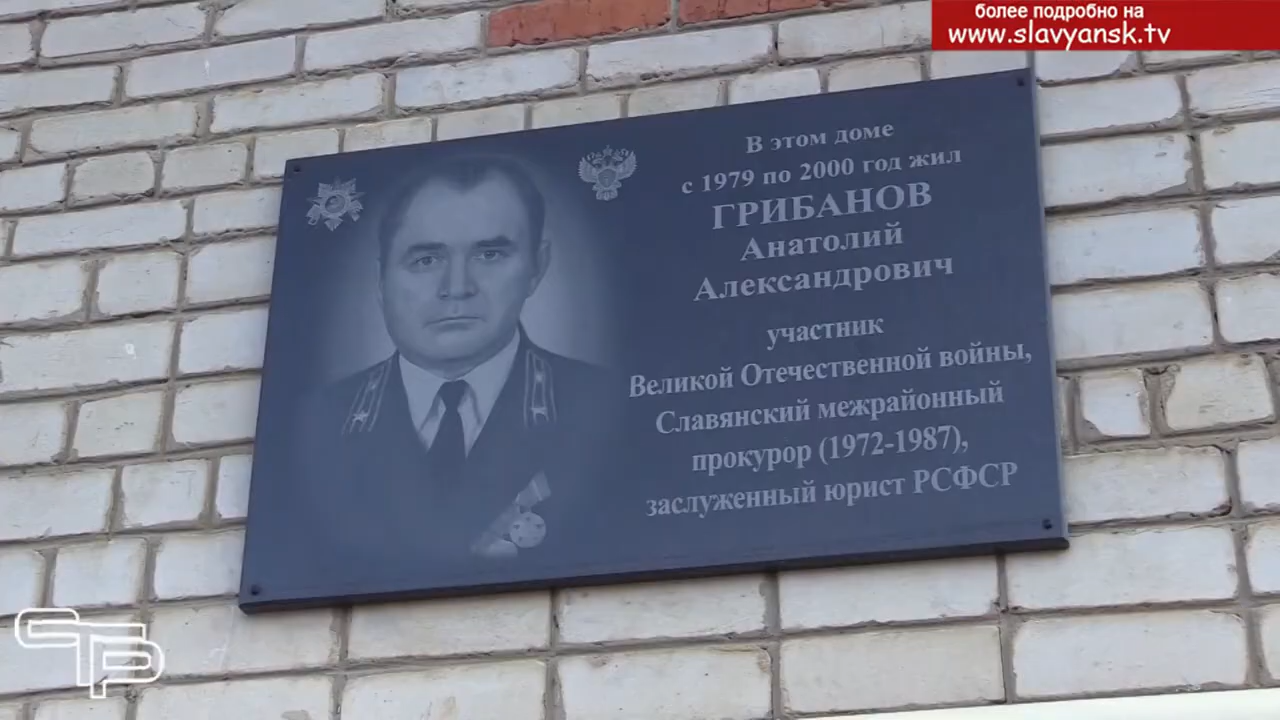 более подробно на
www.slavyansk.tv
В этом доме
с 1979 по 2000 год жил
ГРИБАНОВ
Анатолий
Александрович
участник
Великой Отечественной войны,
Славянский межрайонный
прокурор (1972-1987),
заслуженный юрист РСФСР
СТР